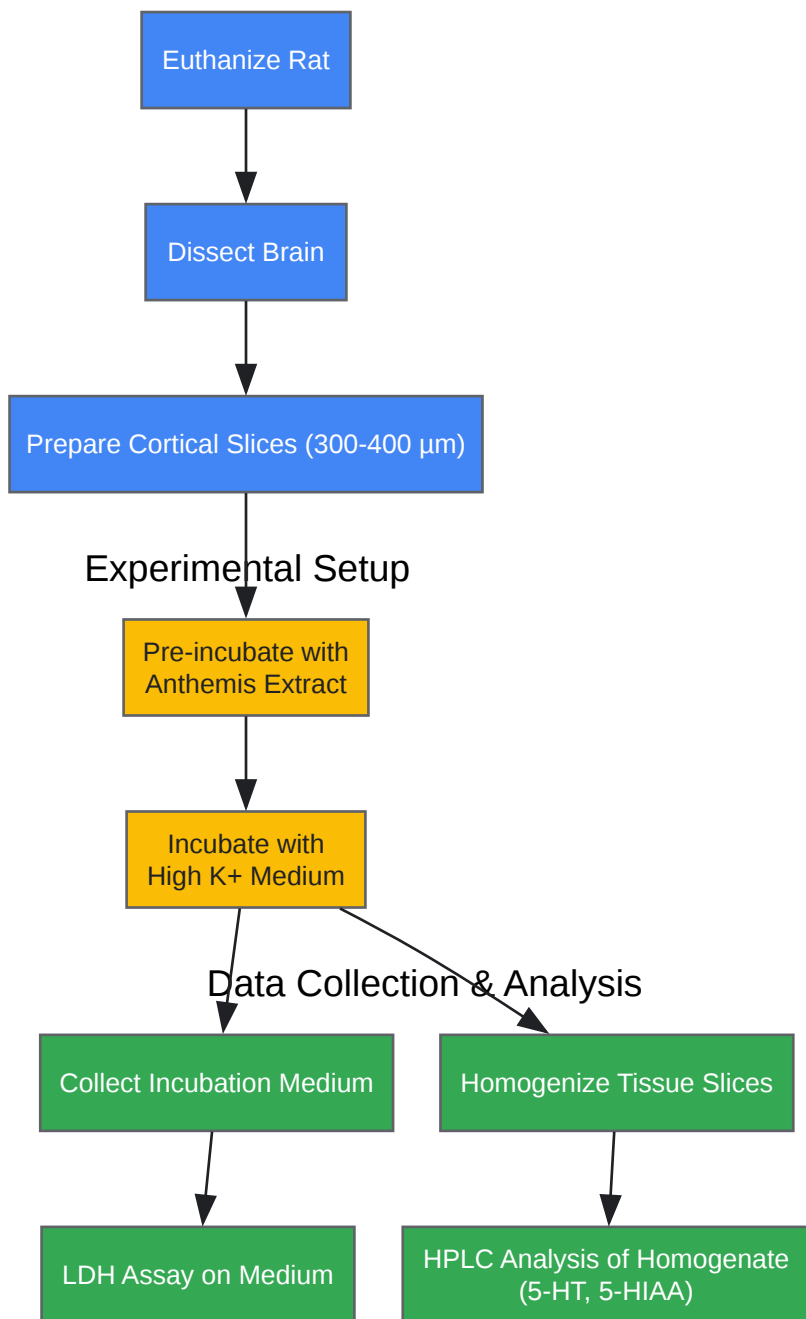 Euthanize Rat
Dissect Brain
Prepare Cortical Slices (300-400 µm)
Experimental Setup
Pre-incubate with
Anthemis Extract
Incubate with
High K+ Medium
Data Collection & Analysis
Collect Incubation Medium
Homogenize Tissue Slices
LDH Assay on Medium
HPLC Analysis of Homogenate
(5-HT, 5-HIAA)